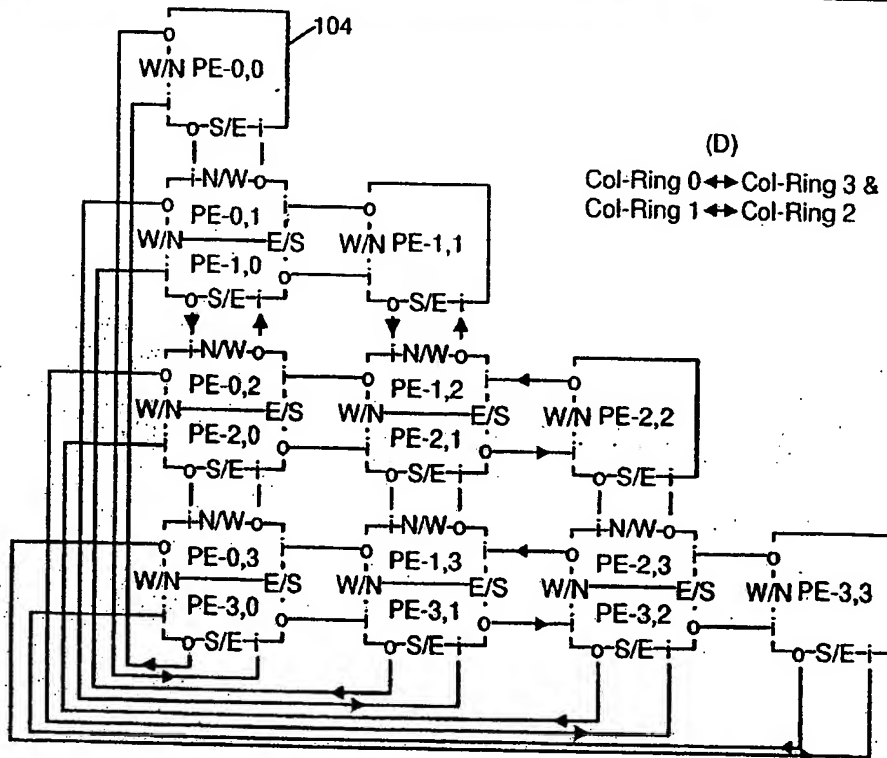 104
o
W/N PE-0,0
i
o S/E i
(D)
Col-Ring 0 ↔ Col-Ring 3 &
Col-Ring 1 ↔ Col-Ring 2
i N/W o
o PE-0,1 i o
W/N E/S W/N PE-1,1
i PE-1,0 o i
o S/E i o S/E i
i N/W o i N/W o
o PE-0,2 i o PE-1,2 i o
W/N E/S W/N E/S W/N PE-2,2
i PE-2,0 o i PE-2,1 o i
o S/E i o S/E i o S/E i
i N/W o i N/W o i N/W o
o PE-0,3 i o PE-1,3 i o PE-2,3 i o
W/N E/S W/N E/S W/N E/S W/N PE-3,3
i PE-3,0 o i PE-3,1 o i PE-3,2 o i
o S/E i o S/E i o S/E i o S/E i